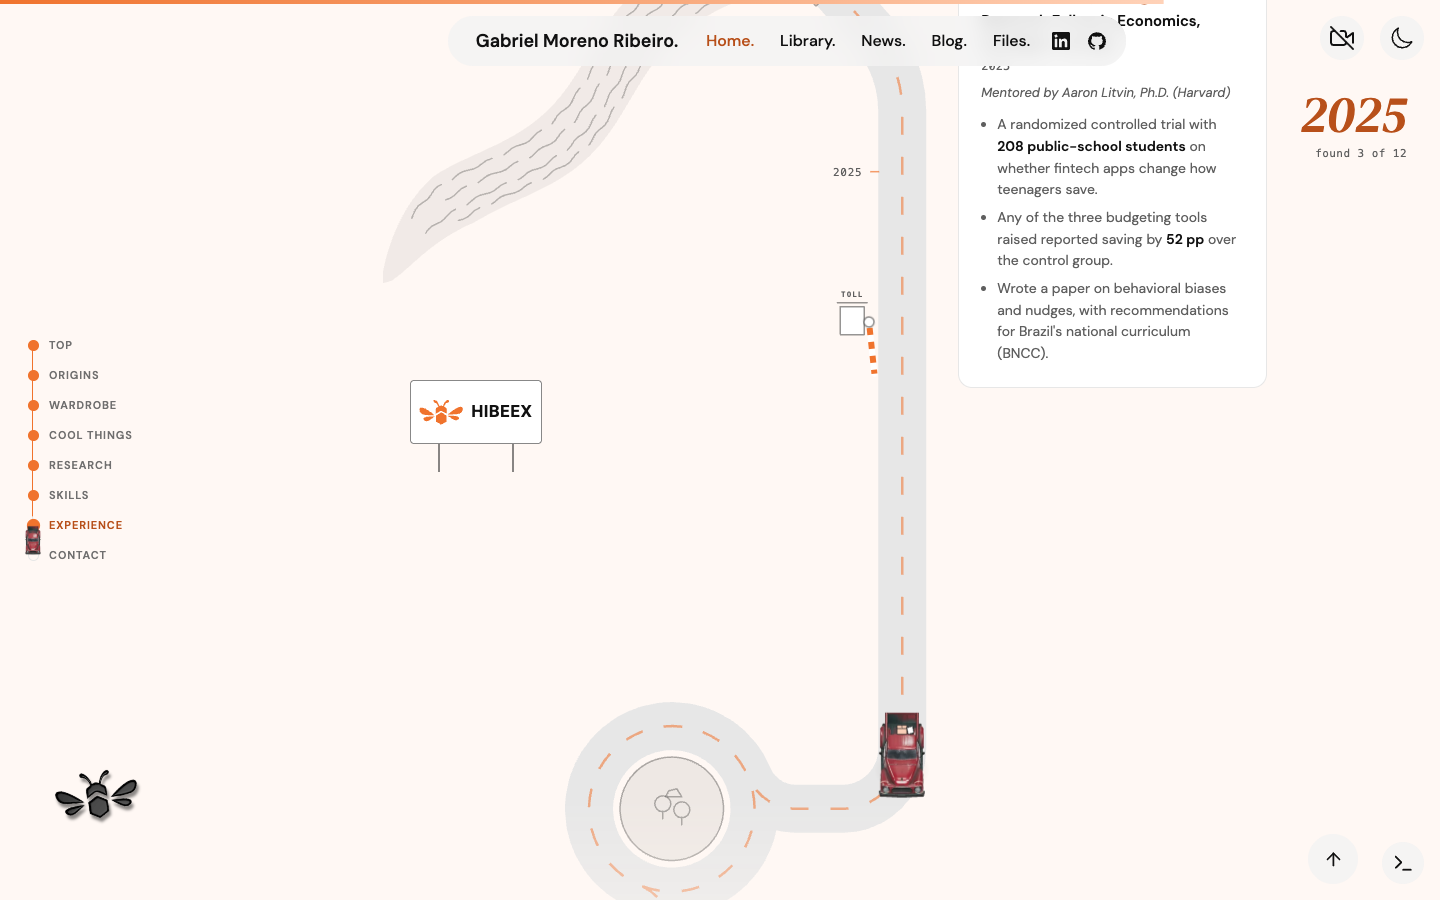 Gabriel Moreno Ribeiro.
Home.
Library.
News.
Blog.
Files.
Economics,
2025
Mentored by Aaron Litvin, Ph.D. (Harvard)
A randomized controlled trial with
208 public-school students on
whether fintech apps change how
teenagers save.
Any of the three budgeting tools
raised reported saving by 52 pp over
the control group.
Wrote a paper on behavioral biases
and nudges, with recommendations
for Brazil's national curriculum
(BNCC).
2025
found 3 of 12
2025
TOLL
HIBEEX
TOP
ORIGINS
WARDROBE
COOL THINGS
RESEARCH
SKILLS
EXPERIENCE
CONTACT